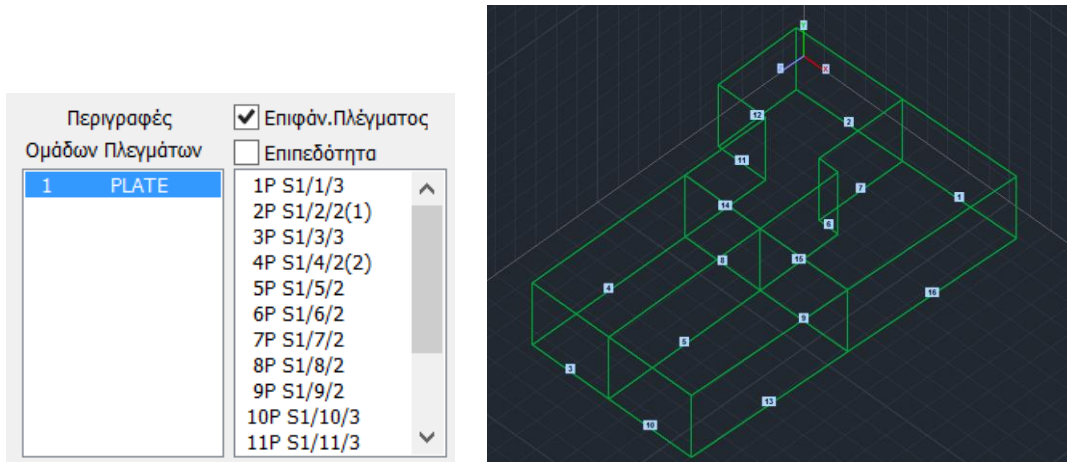 Περιγραφές
Ομάδων Πλεγμάτων
Επιφάν.Πλέγματος
Επιπεδότητα
1 PLATE
1P S1/1/3
2P S1/2/2(1)
3P S1/3/3
4P S1/4/2(2)
5P S1/5/2
6P S1/6/2
7P S1/7/2
8P S1/8/2
9P S1/9/2
10P S1/10/3
11P S1/11/3
Y
X
12
2
11
7
1
14
6
8
15
4
16
9
5
3
13
10